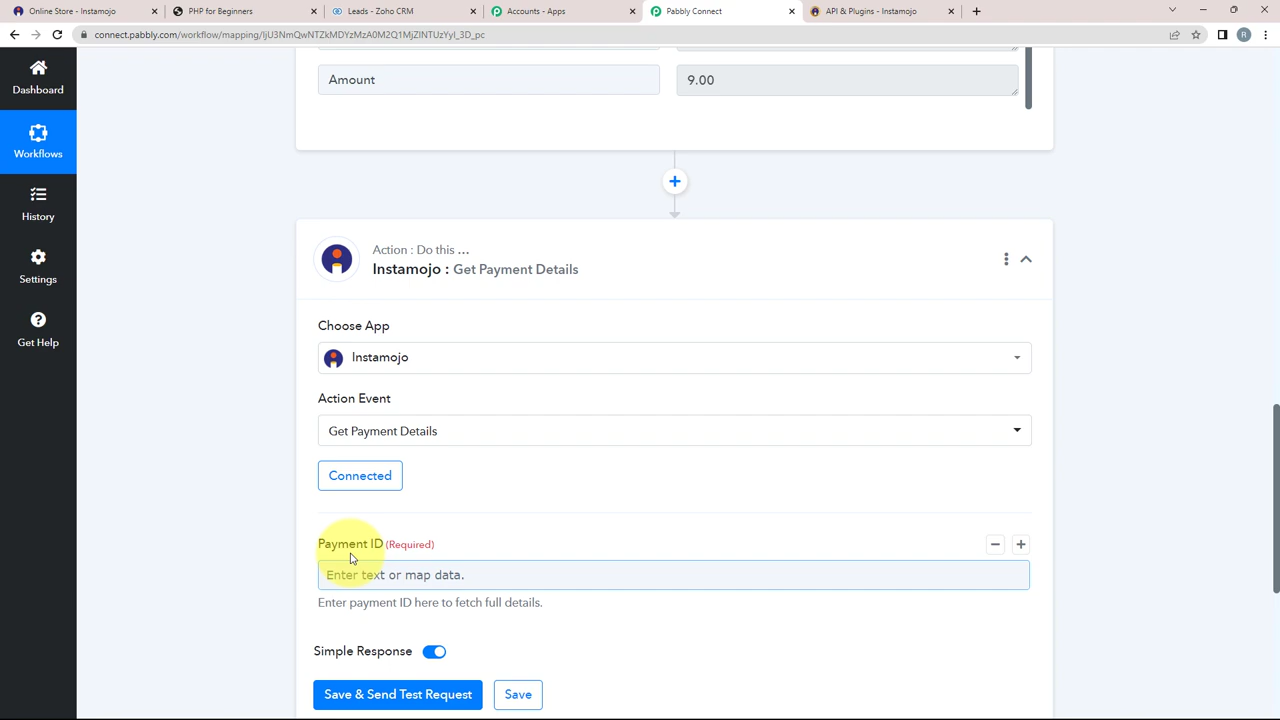 Online Store - Instamojo
PHP for Beginners
Leads - Zoho CRM
Accounts - Apps
Pabbly Connect
API & Plugins - Instamojo
connect.pabbly.com/workflow/mapping/IjU3NmQwNTZkMDYzMzA0M2Q1MjZlNTUzYyI_3D_pc
R
Dashboard
Workflows
History
Settings
Get Help
Amount
9.00
Action : Do this ...
Instamojo : Get Payment Details
Choose App
Instamojo
Action Event
Get Payment Details
Connected
Payment ID (Required)
Enter text or map data.
Enter payment ID here to fetch full details.
Simple Response
Save & Send Test Request
Save